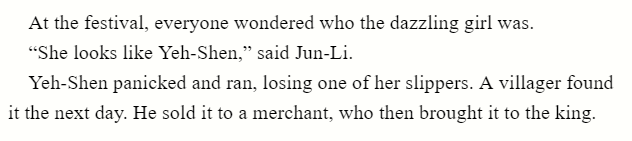 At the festival, everyone wondered who the dazzling girl was.
“She looks like Yeh-Shen,” said Jun-Li.
Yeh-Shen panicked and ran, losing one of her slippers. A villager found
it the next day. He sold it to a merchant, who then brought it to the king.